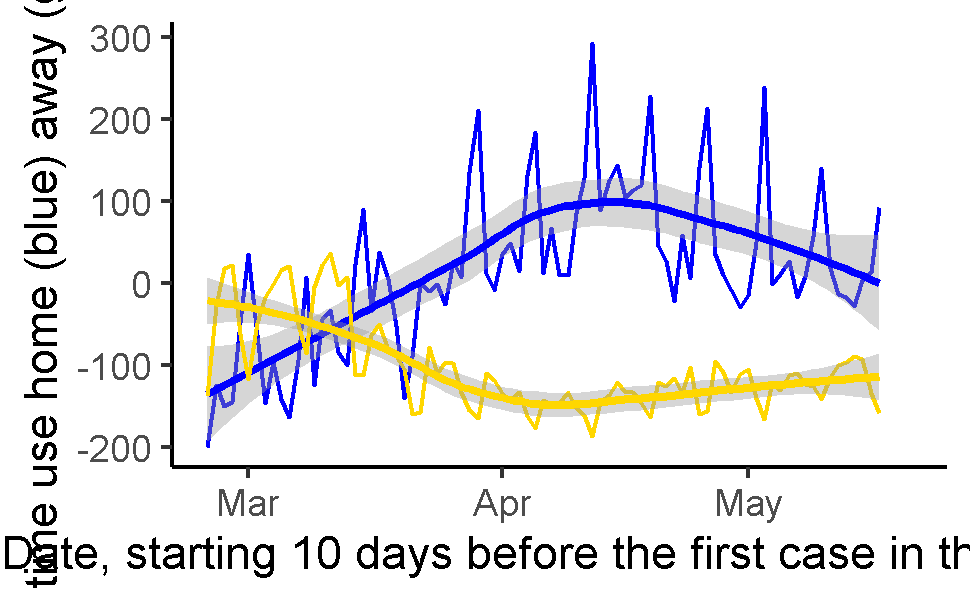 time use home (blue) away (
300
200
100
0
-100
-200
Mar Apr May
Date, starting 10 days before the first case in th